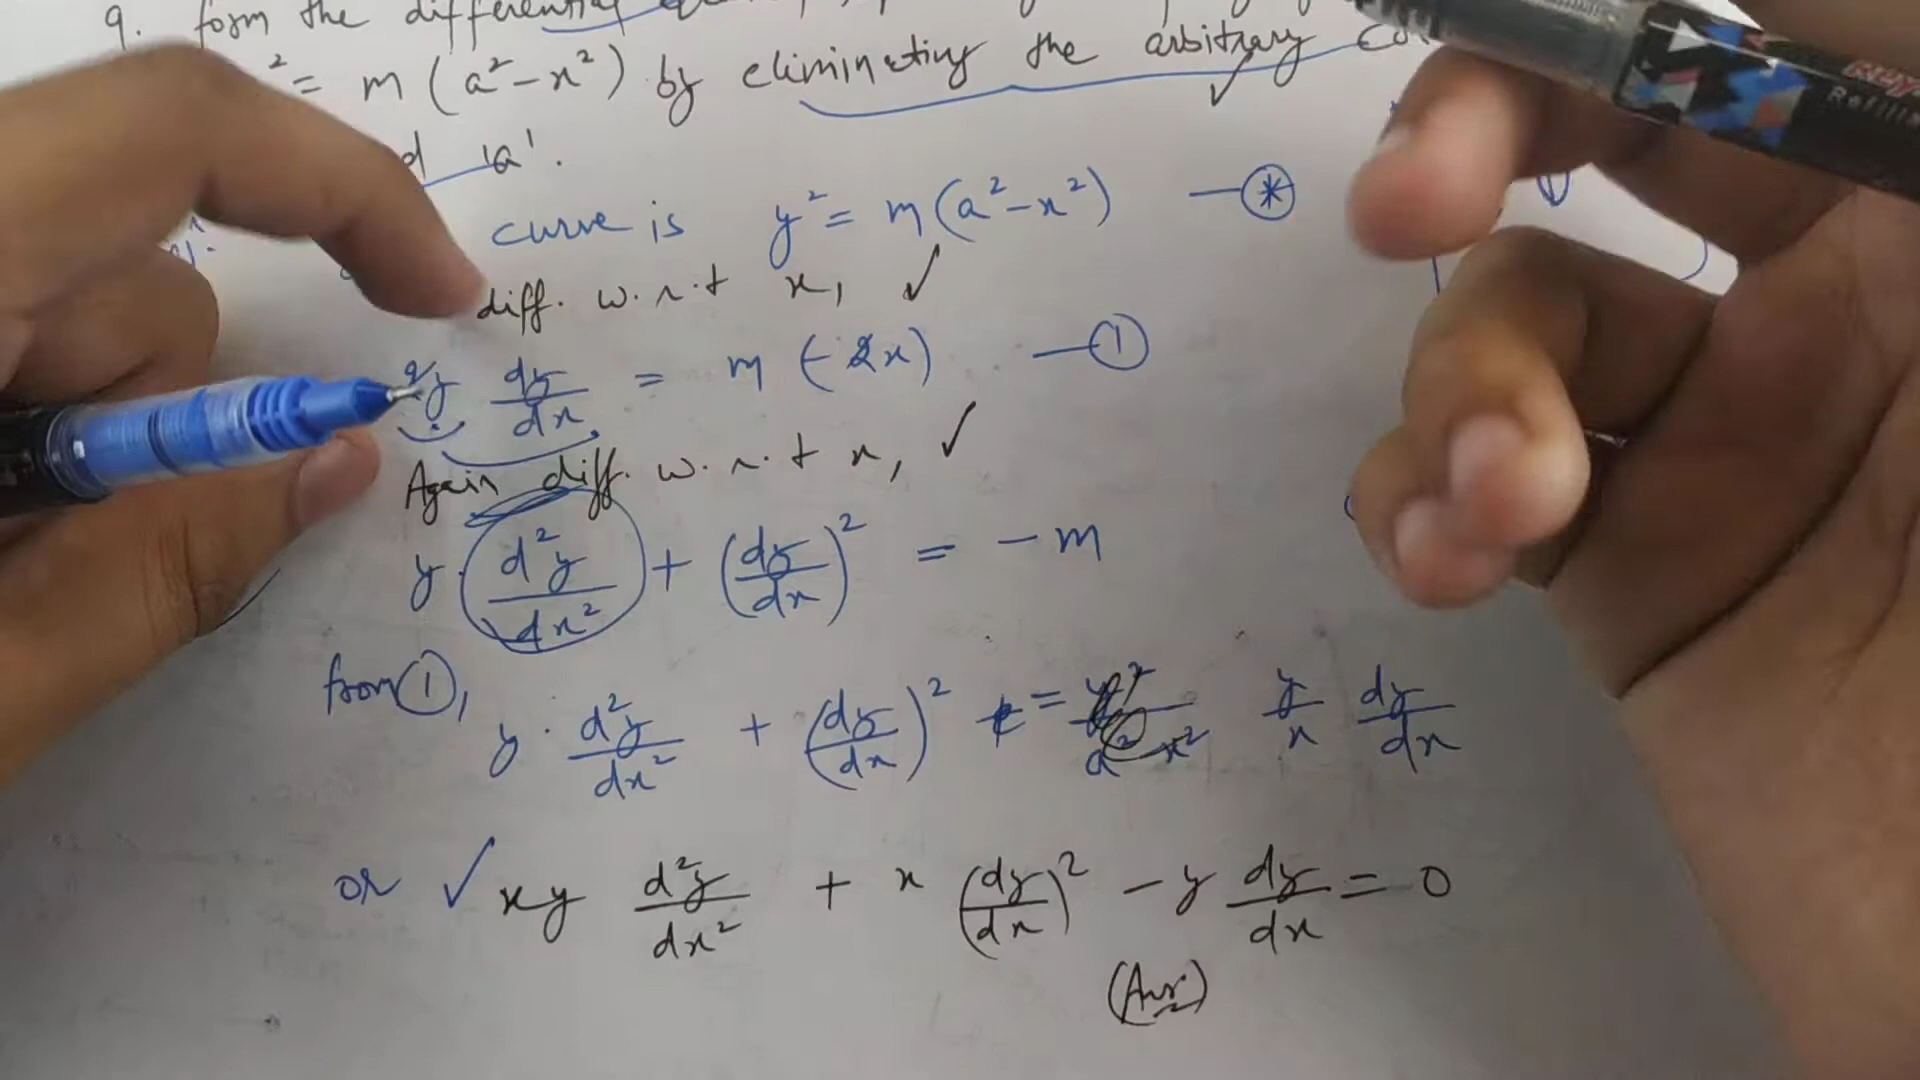 9. form the differential
² = m (a² - x²) by eliminating the arbitrary
'a'.
curve is y² = m(a² - x²) — (*)
diff. w.r.t x, ✓
2y dy/dx = m (-2x) — ①
Again diff. w.r.t x, ✓
y . d²y/dx² + (dy/dx)² = - m
from ①,
y . d²y/dx² + (dy/dx)² = y/x dy/dx
or ✓ xy d²y/dx² + x (dy/dx)² - y dy/dx = 0
(Ans)